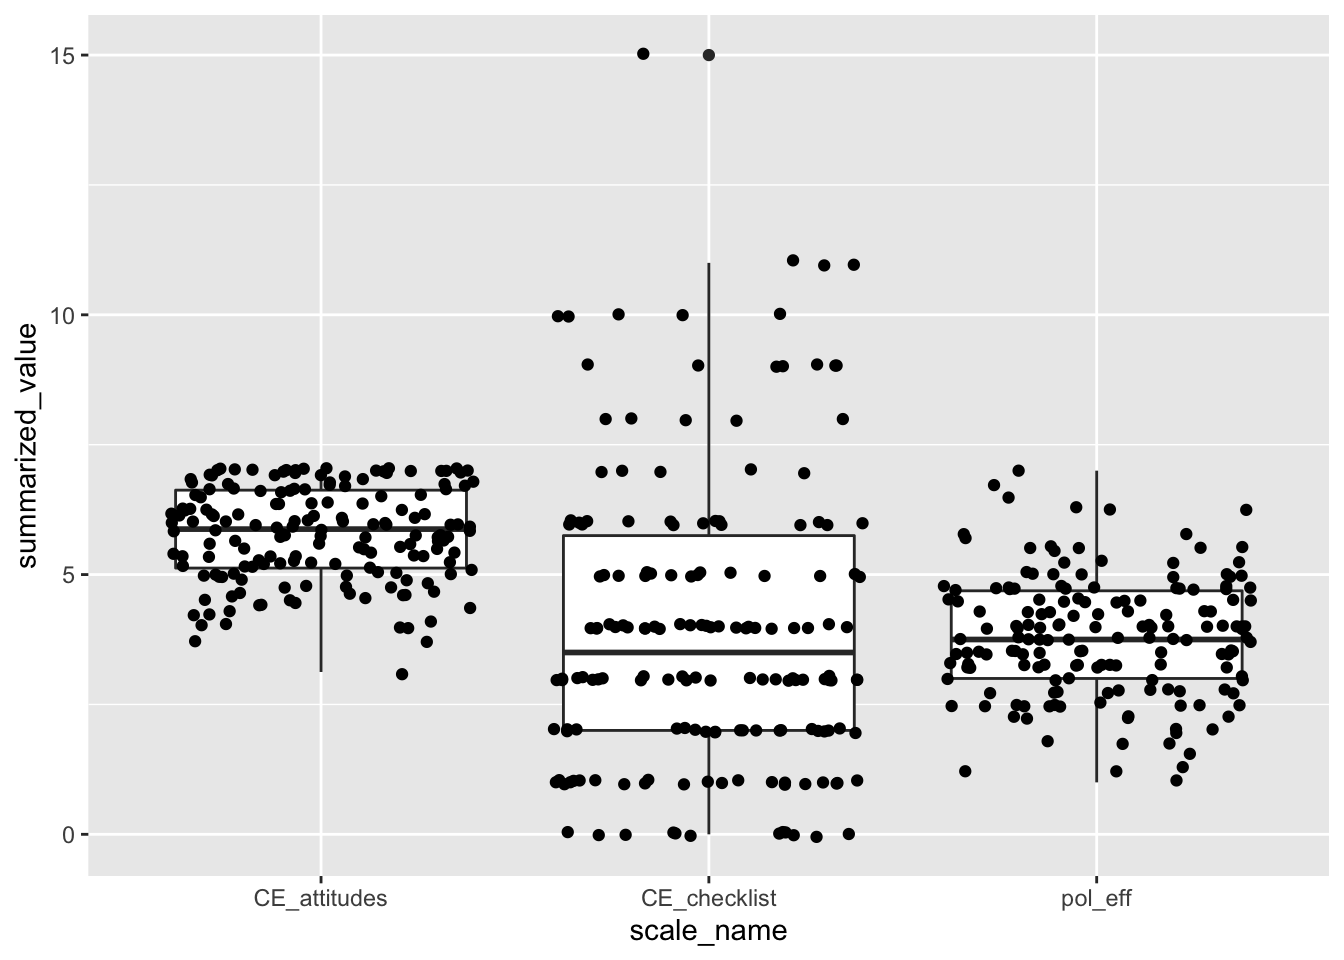 15
10
5
0
summarized_value
CE_attitudes
CE_checklist
pol_eff
scale_name